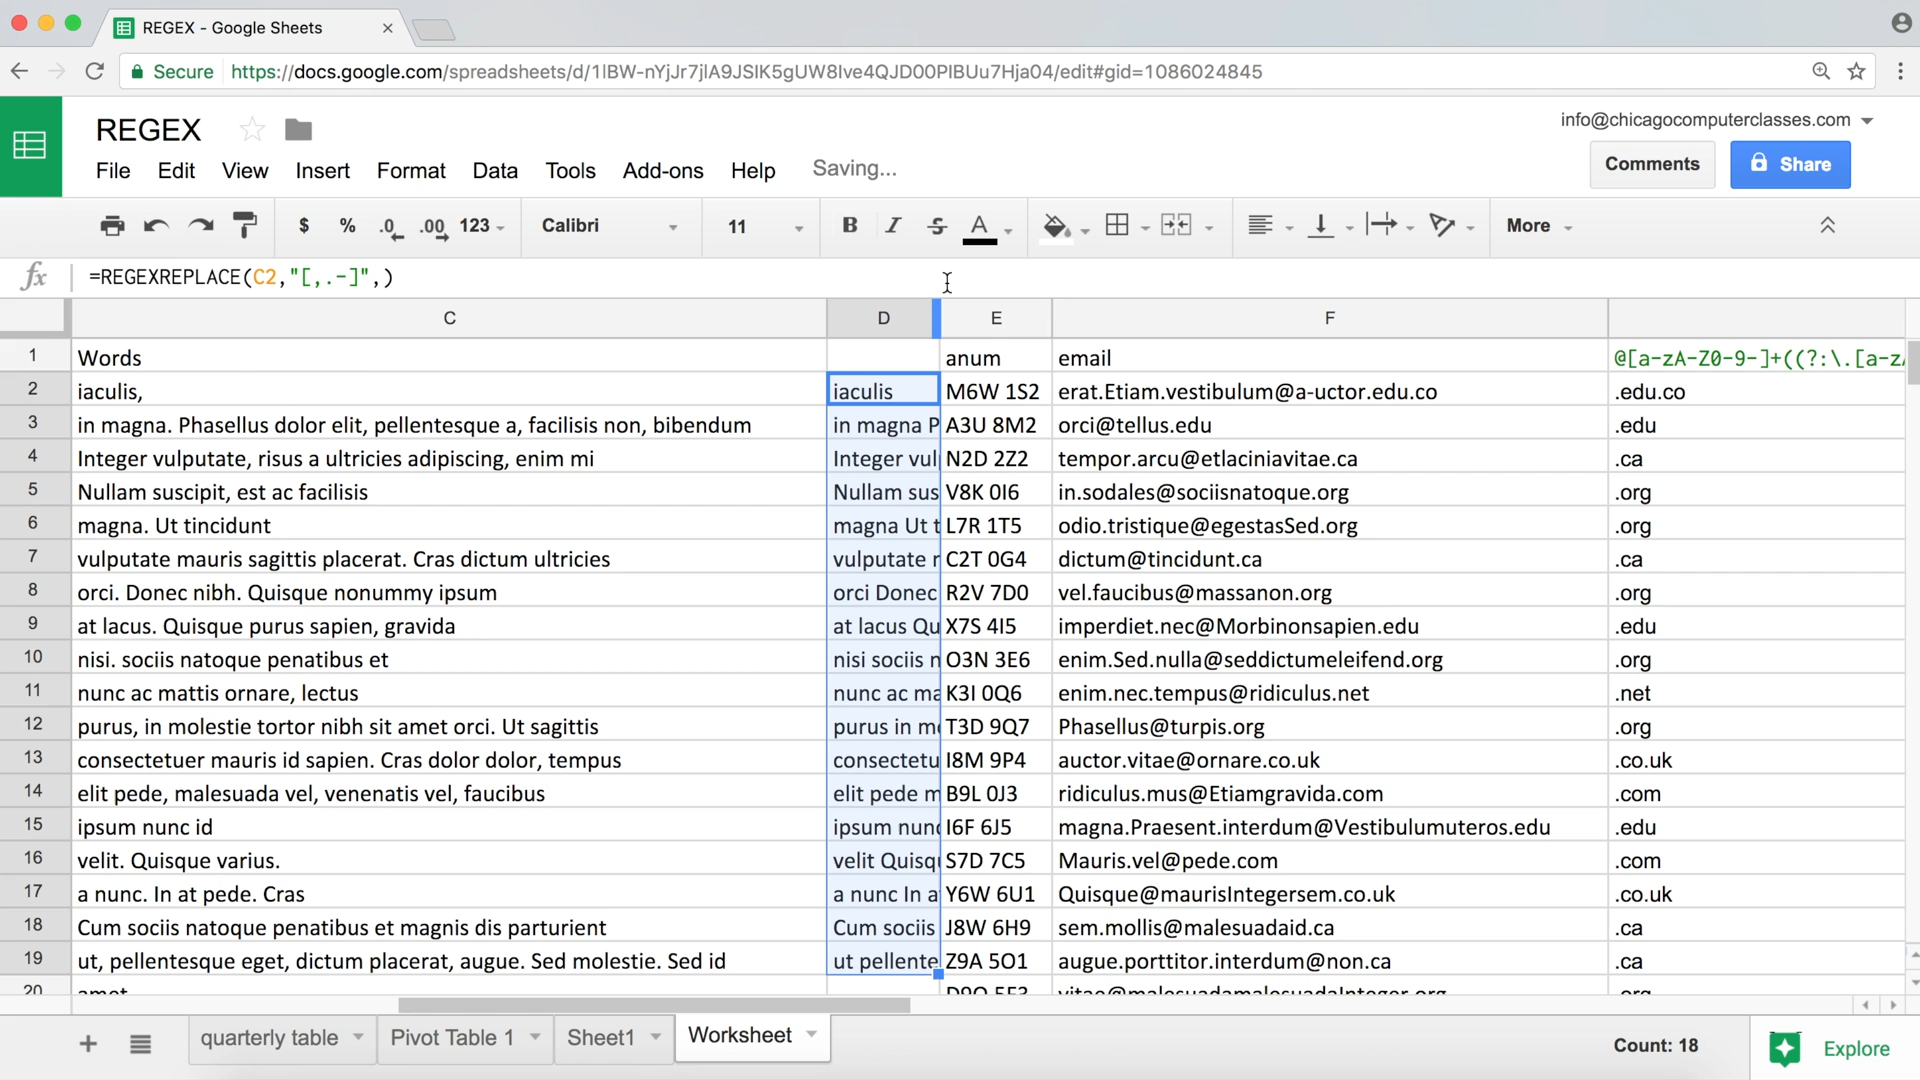 REGEX - Google Sheets
Secure https://docs.google.com/spreadsheets/d/1lBW-nYjJr7jlA9JSIK5gUW8Ive4QJD00PIBUu7Hja04/edit#gid=1086024845
REGEX
info@chicagocomputerclasses.com
File Edit View Insert Format Data Tools Add-ons Help Saving...
Comments Share
$ % .0 .00 123 Calibri 11 B I S A More
fx =REGEXREPLACE(C2,"[,.-]",)
C D E F
1 Words anum email @[a-zA-Z0-9-]+((?:\.[a-z
2 iaculis, iaculis M6W 1S2 erat.Etiam.vestibulum@a-uctor.edu.co .edu.co
3 in magna. Phasellus dolor elit, pellentesque a, facilisis non, bibendum in magna P A3U 8M2 orci@tellus.edu .edu
4 Integer vulputate, risus a ultricies adipiscing, enim mi Integer vul N2D 2Z2 tempor.arcu@etlaciniavitae.ca .ca
5 Nullam suscipit, est ac facilisis Nullam sus V8K 0I6 in.sodales@sociisnatoque.org .org
6 magna. Ut tincidunt magna Ut t L7R 1T5 odio.tristique@egestasSed.org .org
7 vulputate mauris sagittis placerat. Cras dictum ultricies vulputate r C2T 0G4 dictum@tincidunt.ca .ca
8 orci. Donec nibh. Quisque nonummy ipsum orci Donec R2V 7D0 vel.faucibus@massanon.org .org
9 at lacus. Quisque purus sapien, gravida at lacus Qu X7S 4I5 imperdiet.nec@Morbinonsapien.edu .edu
10 nisi. sociis natoque penatibus et nisi sociis n O3N 3E6 enim.Sed.nulla@seddictumeleifend.org .org
11 nunc ac mattis ornare, lectus nunc ac ma K3I 0Q6 enim.nec.tempus@ridiculus.net .net
12 purus, in molestie tortor nibh sit amet orci. Ut sagittis purus in mo T3D 9Q7 Phasellus@turpis.org .org
13 consectetuer mauris id sapien. Cras dolor dolor, tempus consectetu I8M 9P4 auctor.vitae@ornare.co.uk .co.uk
14 elit pede, malesuada vel, venenatis vel, faucibus elit pede m B9L 0J3 ridiculus.mus@Etiamgravida.com .com
15 ipsum nunc id ipsum nunc I6F 6J5 magna.Praesent.interdum@Vestibulumuteros.edu .edu
16 velit. Quisque varius. velit Quisq S7D 7C5 Mauris.vel@pede.com .com
17 a nunc. In at pede. Cras a nunc In a Y6W 6U1 Quisque@maurisIntegersem.co.uk .co.uk
18 Cum sociis natoque penatibus et magnis dis parturient Cum sociis J8W 6H9 sem.mollis@malesuadaid.ca .ca
19 ut, pellentesque eget, dictum placerat, augue. Sed molestie. Sed id ut pellente Z9A 5O1 augue.porttitor.interdum@non.ca .ca
20 amet
quarterly table Pivot Table 1 Sheet1 Worksheet Count: 18 Explore